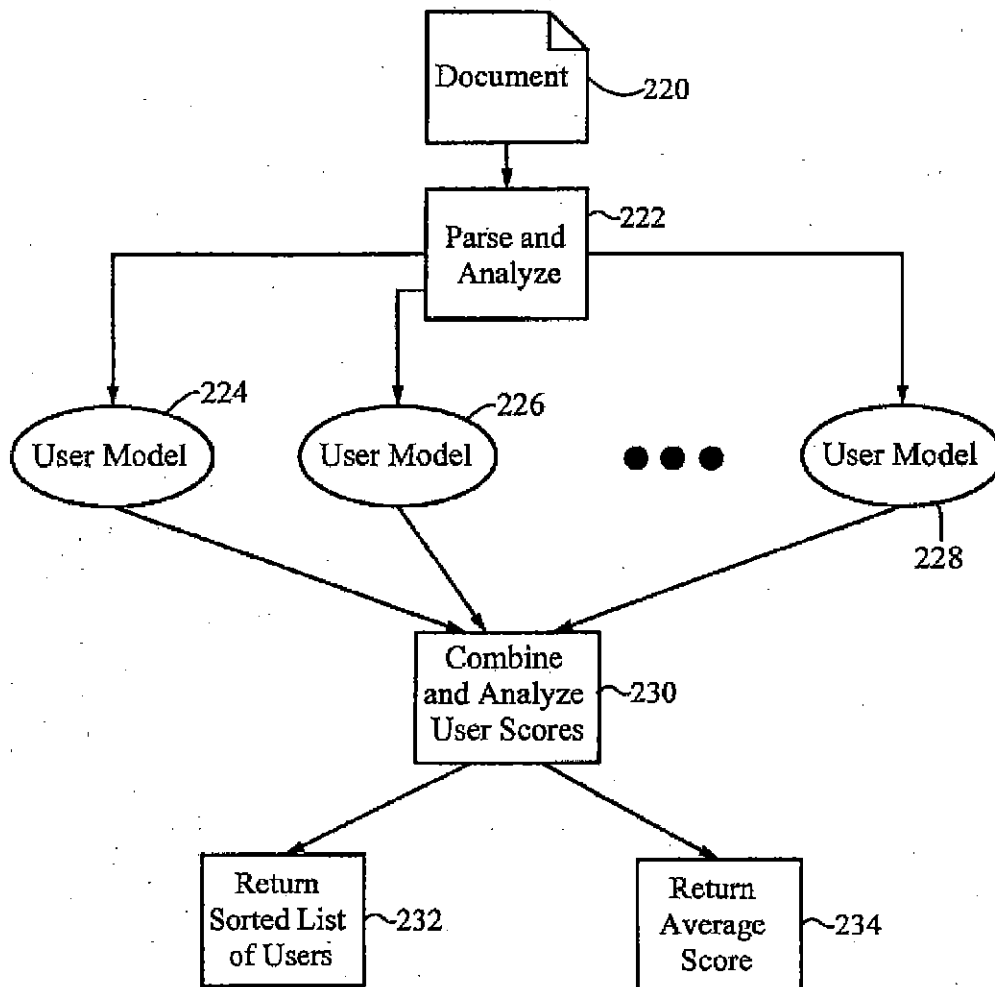 Document
220
Parse and
Analyze
222
224
226
User Model
User Model
User Model
228
Combine
and Analyze
User Scores
230
Return
Sorted List
of Users
232
Return
Average
Score
234